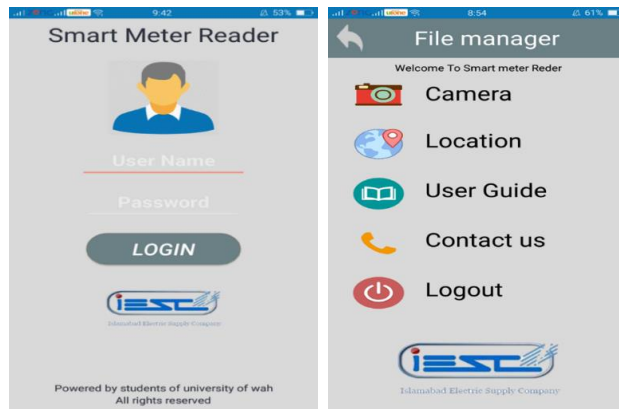 9:42
53%
Smart Meter Reader
User Name
Password
LOGIN
Islamabad Electric Supply Company
Powered by students of university of wah
All rights reserved
8:54
61%
File manager
Welcome To Smart meter Reder
Camera
Location
User Guide
Contact us
Logout
iESC
Islamabad Electric Supply Company